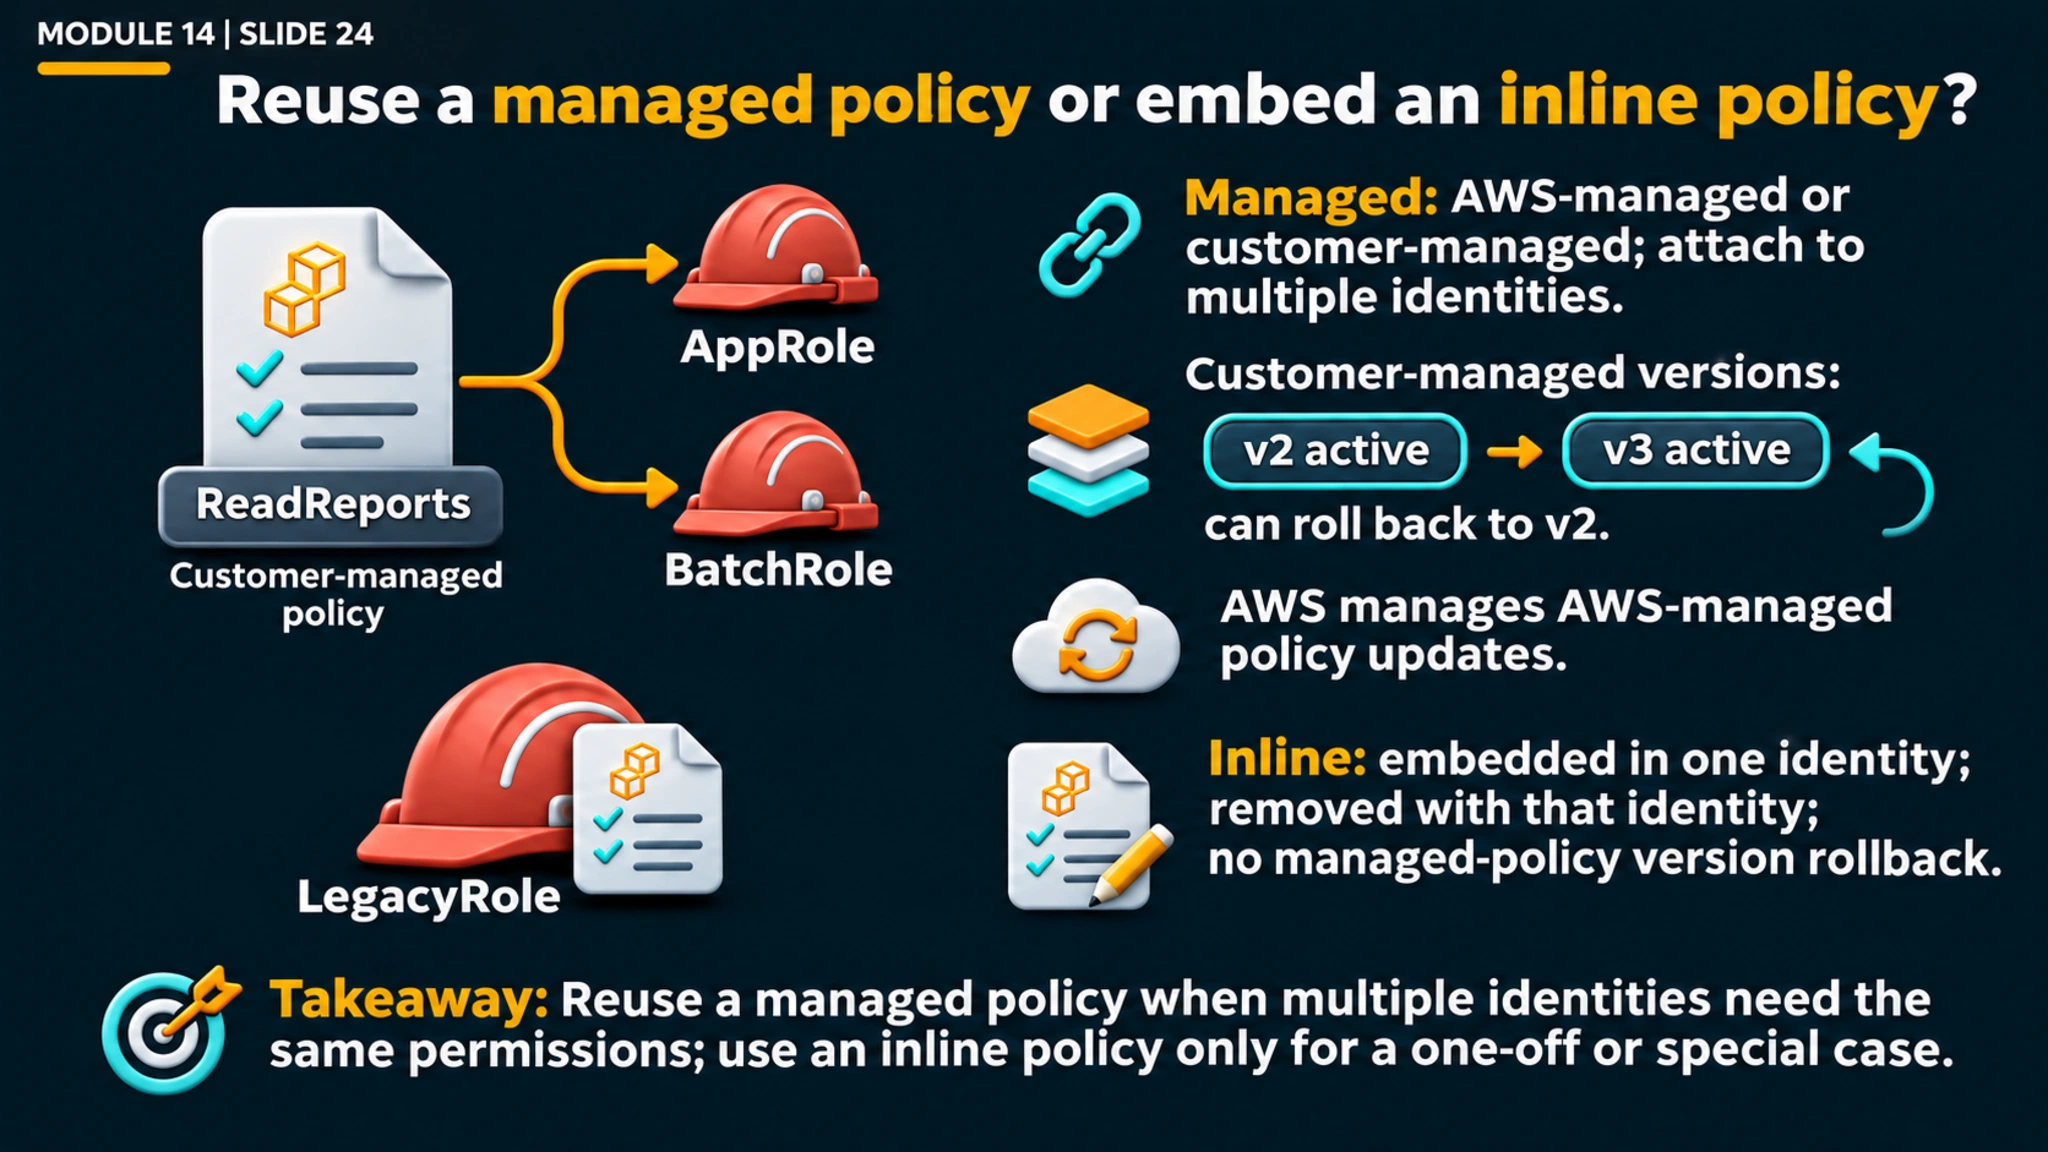 MODULE 14 | SLIDE 24
Reuse a managed policy or embed an inline policy?
ReadReports
Customer-managed
policy
AppRole
BatchRole
LegacyRole
Managed: AWS-managed or
customer-managed; attach to
multiple identities.
Customer-managed versions:
v2 active
v3 active
can roll back to v2.
AWS manages AWS-managed
policy updates.
Inline: embedded in one identity;
removed with that identity;
no managed-policy version rollback.
Takeaway: Reuse a managed policy when multiple identities need the
same permissions; use an inline policy only for a one-off or special case.